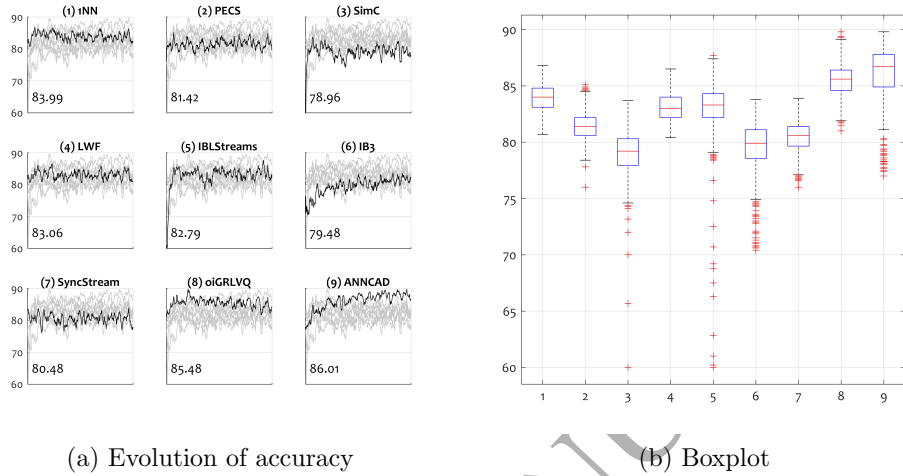 (1) 1NN
(2) PECS
(3) SimC
90
80
70
60
83.99
81.42
78.96
(4) LWF
(5) IBLStreams
(6) IB3
90
80
70
60
83.06
82.79
79.48
(7) SyncStream
(8) oiGRLVQ
(9) ANNCAD
90
80
70
60
80.48
85.48
86.01
90
85
80
75
70
65
60
1 2 3 4 5 6 7 8 9
(a) Evolution of accuracy
(b) Boxplot